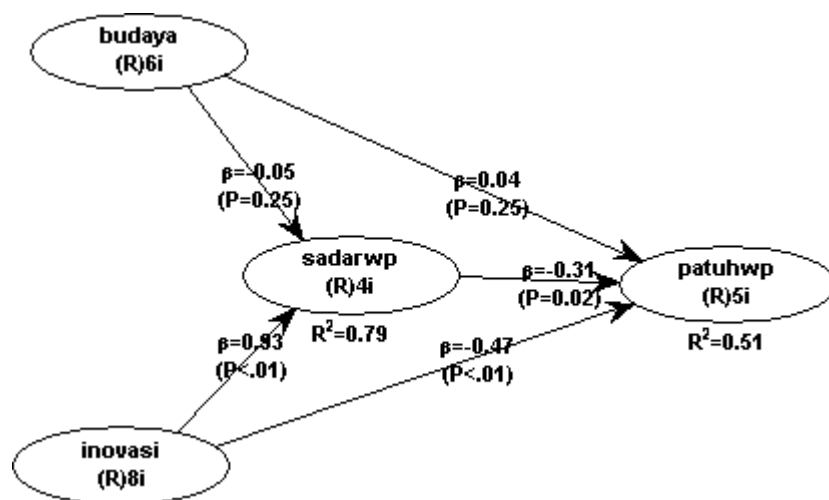 budaya
(R)6i
β=-0.05
(P=0.25)
β=0.04
(P=0.25)
sadarwp
(R)4i
R²=0.79
β=-0.31
(P=0.02)
patuhwp
(R)5i
R²=0.51
β=0.93
(P<.01)
β=-0.47
(P<.01)
inovasi
(R)8i